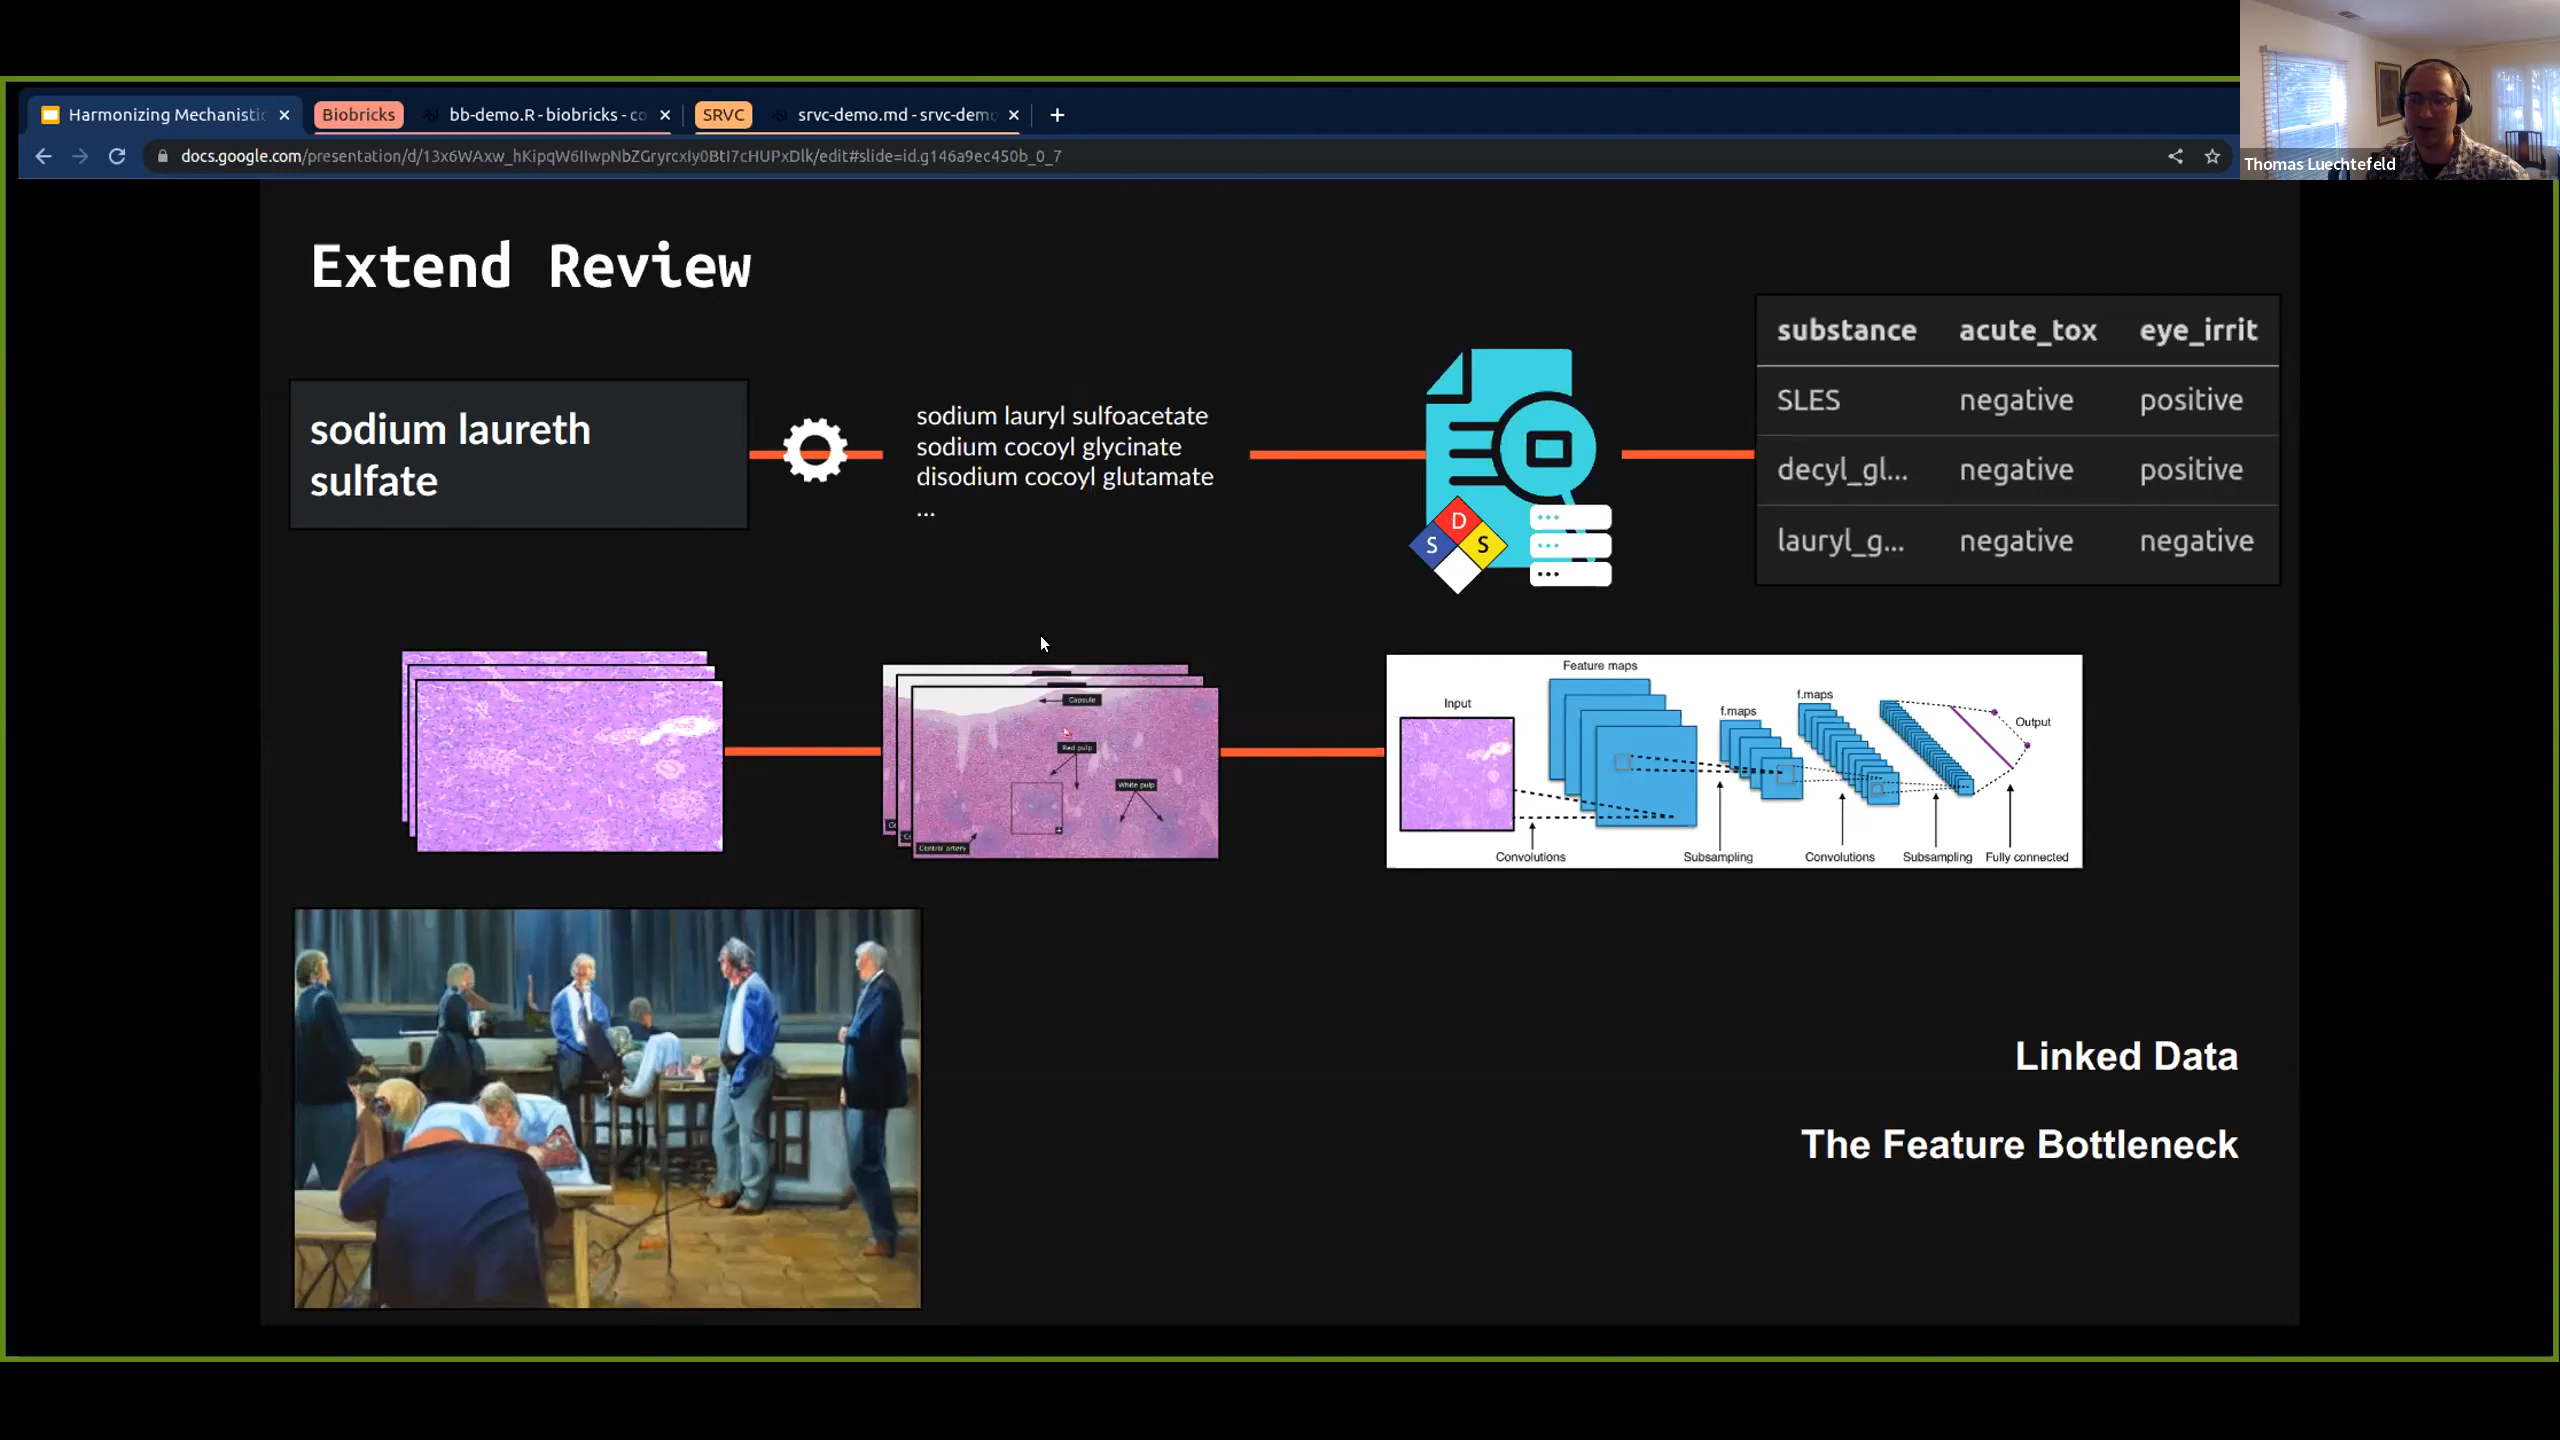 Harmonizing Mechanistic
Biobricks
bb-demo.R - biobricks - co
SRVC
srvc-demo.md - srvc-demo
docs.google.com/presentation/d/13x6WAxw_hKipqW6IIwpNbZGryrcxIy0BtI7cHUPxDlk/edit#slide=id.g146a9ec450b_0_7
Thomas Luechtefeld
Extend Review
sodium laureth
sulfate
sodium lauryl sulfoacetate
sodium cocoyl glycinate
disodium cocoyl glutamate
...
D
S S
substance acute_tox eye_irrit
SLES negative positive
decyl_gl... negative positive
lauryl_g... negative negative
Capsule
Red pulp
White pulp
Central artery
Feature maps
Input
f.maps
f.maps
Output
Convolutions
Subsampling
Convolutions
Subsampling
Fully connected
Linked Data
The Feature Bottleneck